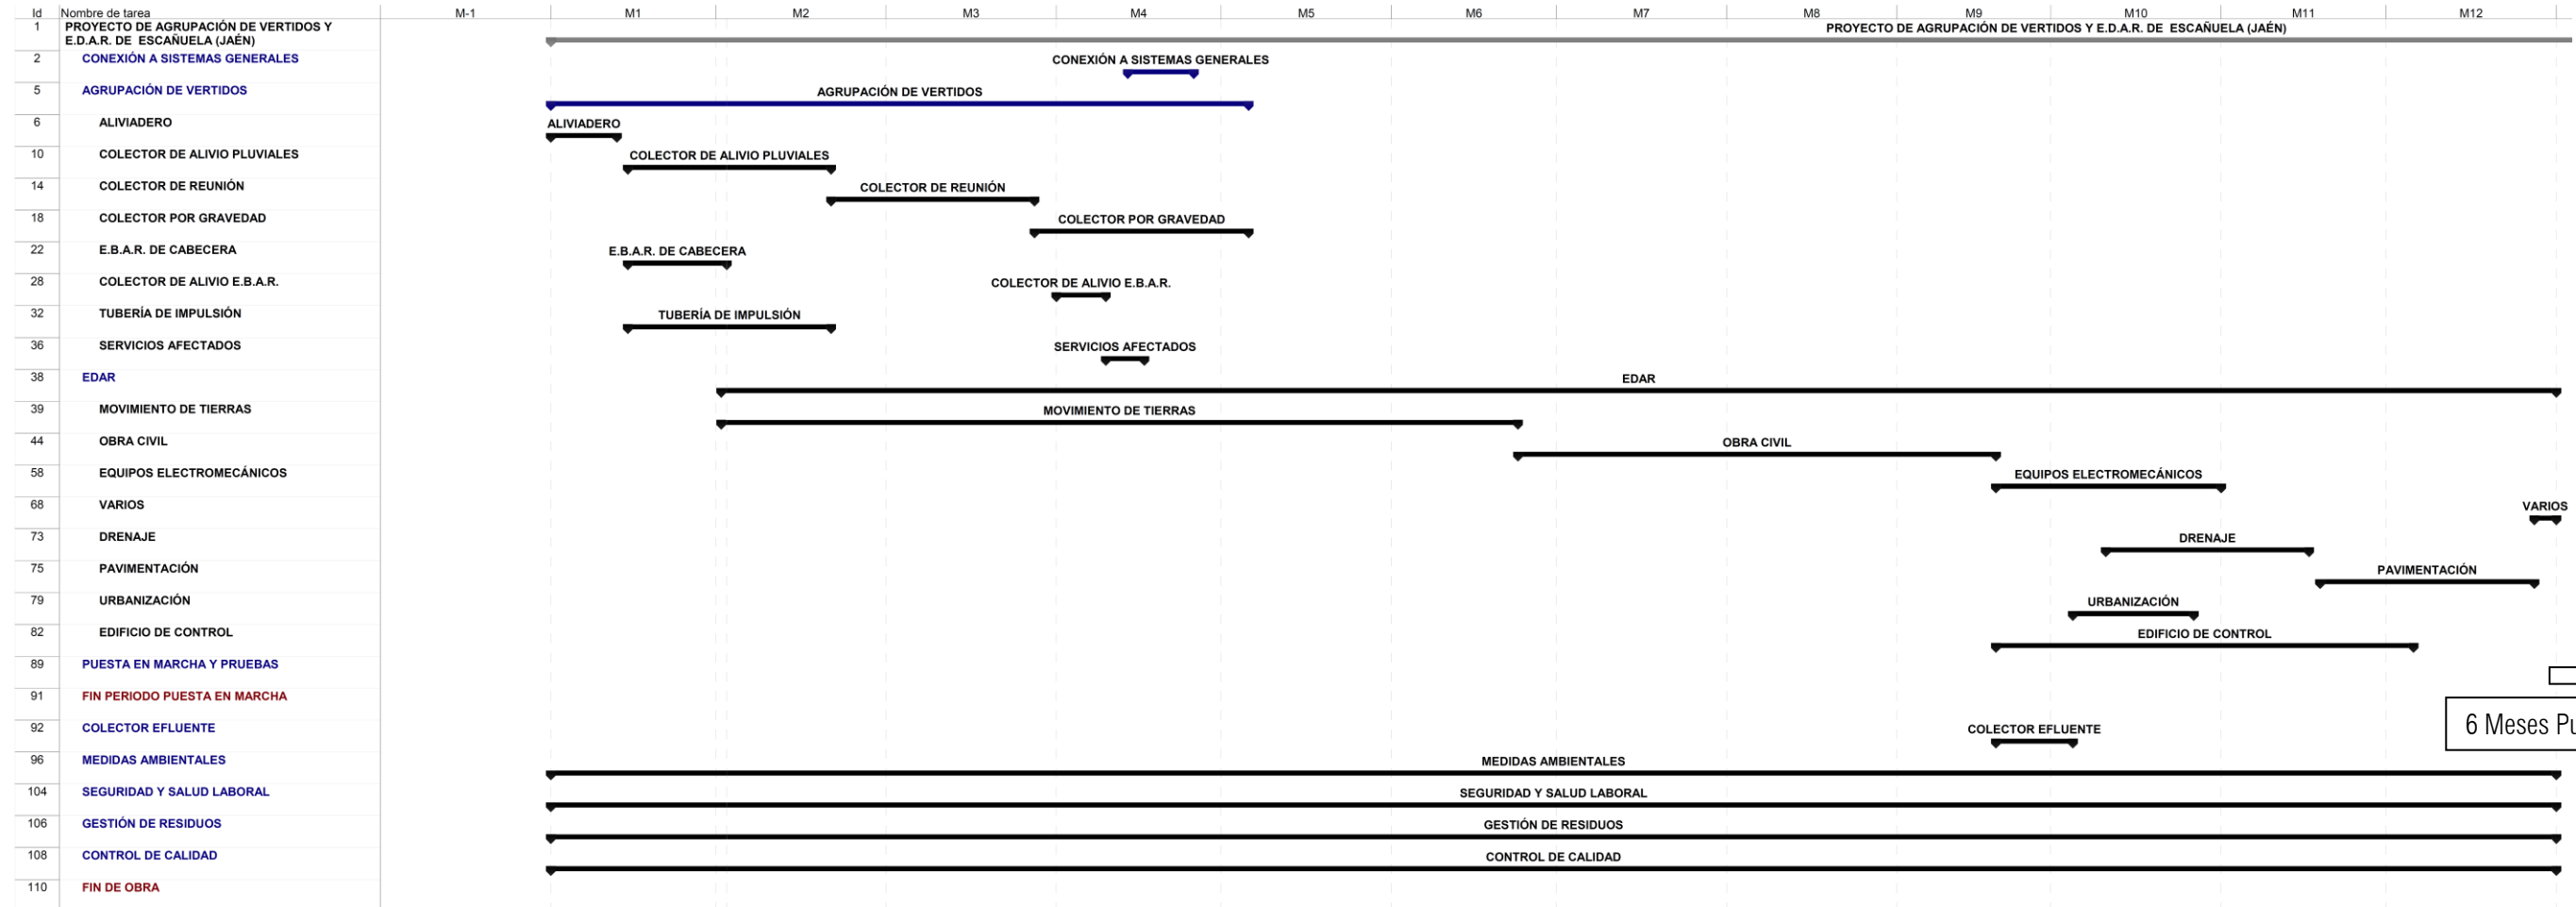 Id Nombre de tarea M-1 M1 M2 M3 M4 M5 M6 M7 M8 M9 M10 M11 M12
1 PROYECTO DE AGRUPACIÓN DE VERTIDOS Y PROYECTO DE AGRUPACIÓN DE VERTIDOS Y E.D.A.R. DE ESCAÑUELA (JAÉN)
E.D.A.R. DE ESCAÑUELA (JAÉN)
2 CONEXIÓN A SISTEMAS GENERALES CONEXIÓN A SISTEMAS GENERALES
5 AGRUPACIÓN DE VERTIDOS AGRUPACIÓN DE VERTIDOS
6 ALIVIADERO ALIVIADERO
10 COLECTOR DE ALIVIO PLUVIALES COLECTOR DE ALIVIO PLUVIALES
14 COLECTOR DE REUNIÓN COLECTOR DE REUNIÓN
18 COLECTOR POR GRAVEDAD COLECTOR POR GRAVEDAD
22 E.B.A.R. DE CABECERA E.B.A.R. DE CABECERA
28 COLECTOR DE ALIVIO E.B.A.R. COLECTOR DE ALIVIO E.B.A.R.
32 TUBERÍA DE IMPULSIÓN TUBERÍA DE IMPULSIÓN
36 SERVICIOS AFECTADOS SERVICIOS AFECTADOS
38 EDAR EDAR
39 MOVIMIENTO DE TIERRAS MOVIMIENTO DE TIERRAS
44 OBRA CIVIL OBRA CIVIL
58 EQUIPOS ELECTROMECÁNICOS EQUIPOS ELECTROMECÁNICOS
68 VARIOS VARIOS
73 DRENAJE DRENAJE
75 PAVIMENTACIÓN PAVIMENTACIÓN
79 URBANIZACIÓN URBANIZACIÓN
82 EDIFICIO DE CONTROL EDIFICIO DE CONTROL
89 PUESTA EN MARCHA Y PRUEBAS
91 FIN PERIODO PUESTA EN MARCHA
92 COLECTOR EFLUENTE COLECTOR EFLUENTE 6 Meses
96 MEDIDAS AMBIENTALES MEDIDAS AMBIENTALES
104 SEGURIDAD Y SALUD LABORAL SEGURIDAD Y SALUD LABORAL
106 GESTIÓN DE RESIDUOS GESTIÓN DE RESIDUOS
108 CONTROL DE CALIDAD CONTROL DE CALIDAD
110 FIN DE OBRA